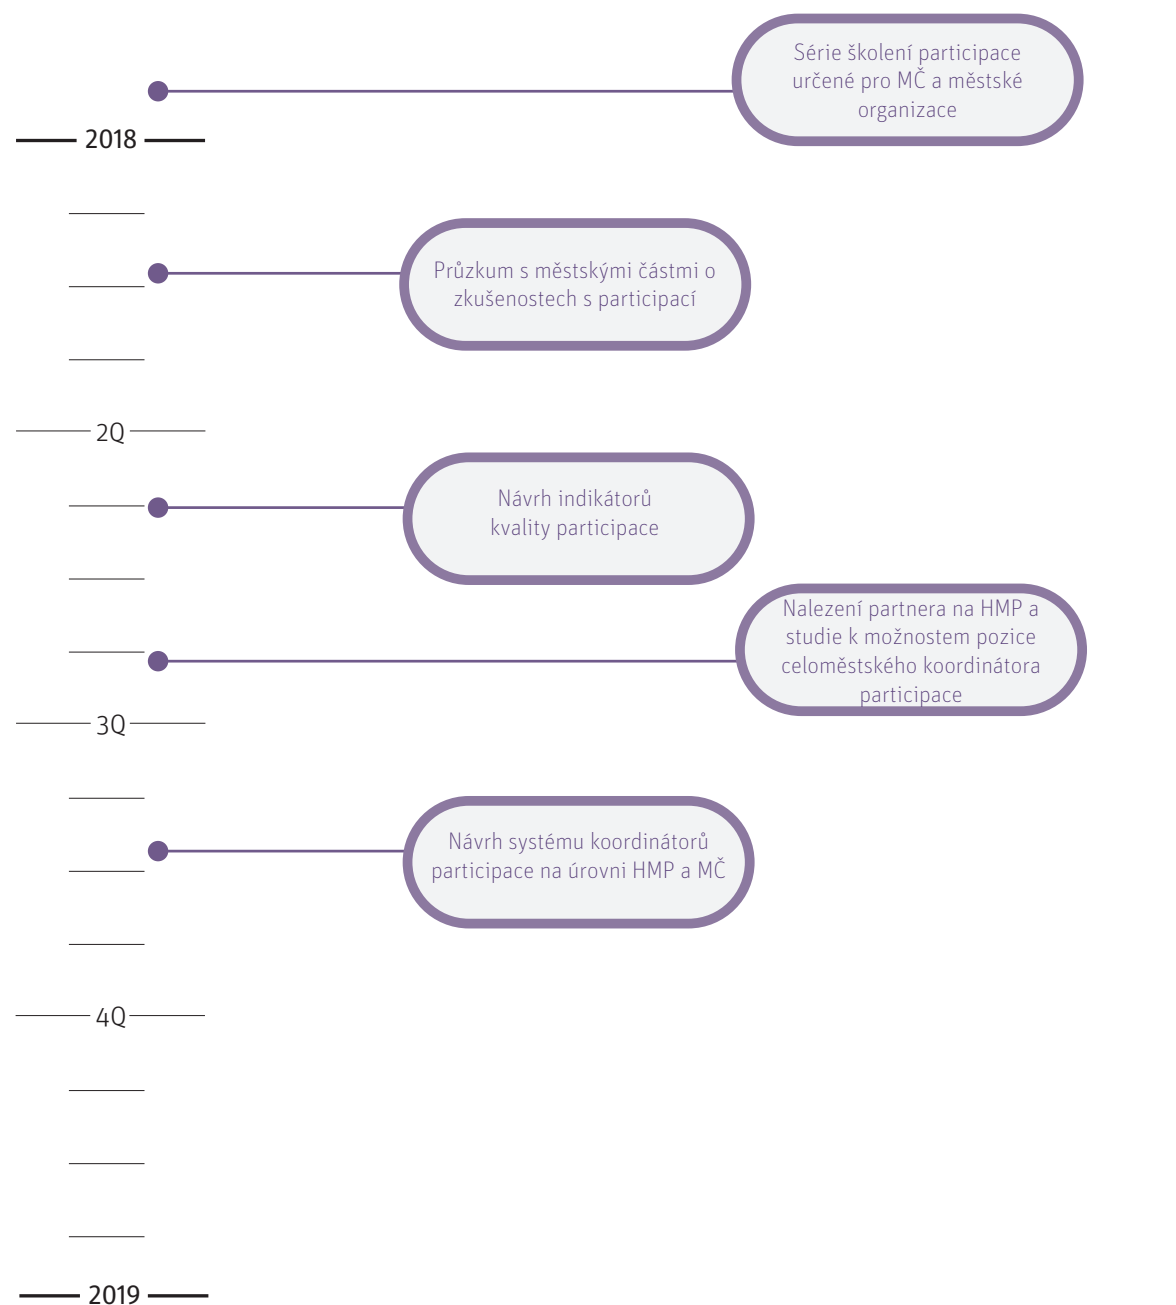 Série školení participace
určené pro MČ a městské
organizace
2018
Průzkum s městskými částmi o
zkušenostech s participací
2Q
Návrh indikátorů
kvality participace
Nalezení partnera na HMP a
studie k možnostem pozice
celoměstského koordinátora
participace
3Q
Návrh systému koordinátorů
participace na úrovni HMP a MČ
4Q
2019